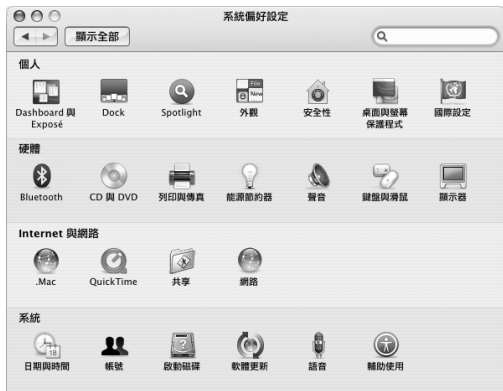 系統偏好設定
顯示全部
個人
Dashboard 與 Exposé
Dock
Spotlight
File
New
外觀
安全性
桌面與螢幕保護程式
國際設定
硬體
Bluetooth
CD 與 DVD
列印與傳真
能源節約器
聲音
鍵盤與滑鼠
顯示器
Internet 與網路
.Mac
QuickTime
共享
網路
系統
18
日期與時間
帳號
啟動磁碟
軟體更新
語音
輔助使用